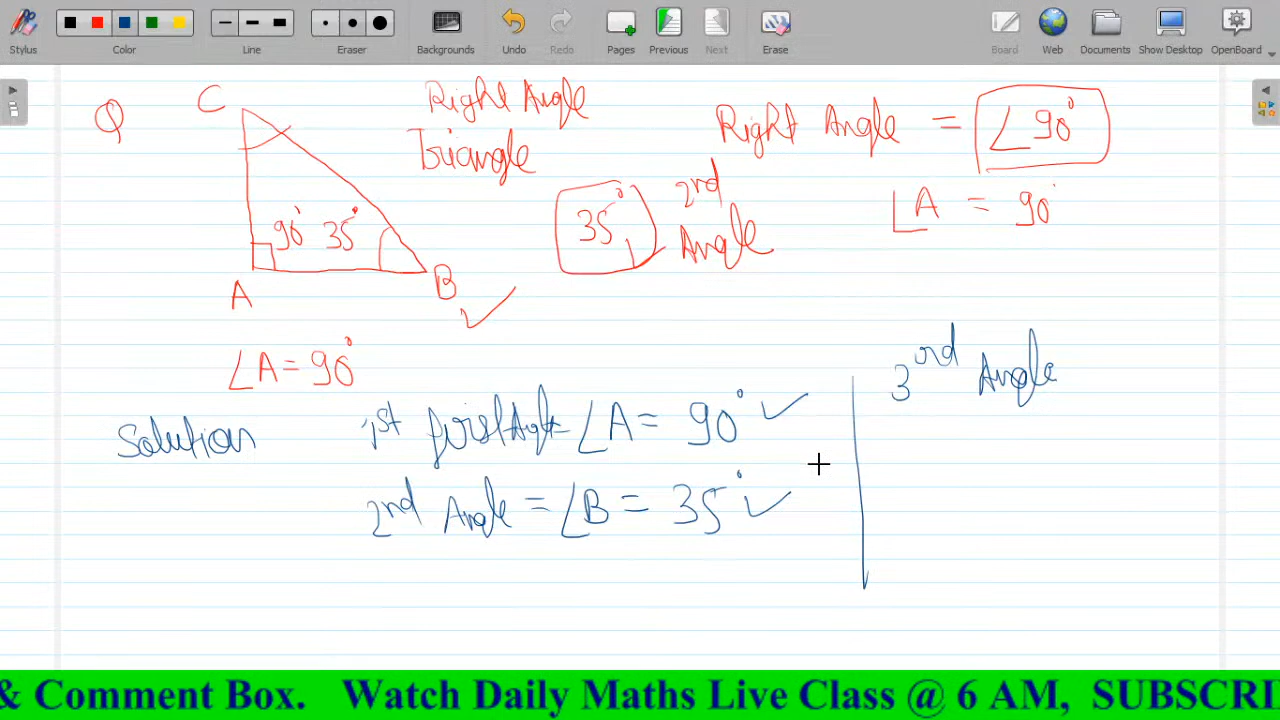 Stylus
Color
Line
Eraser
Backgrounds
Undo
Redo
Pages
Previous
Next
Erase
Board
Web
Documents
Show Desktop
OpenBoard
Q
C
Right Angle
Triangle
Right Angle = ∠90°
90° 35°
35°
2nd
Angle
∠A = 90°
A
B
∠A = 90°
Solution
1st first Angle = ∠A = 90° ✓
2nd Angle = ∠B = 35° ✓
3rd Angle
& Comment Box. Watch Daily Maths Live Class @ 6 AM, SUBSCRI